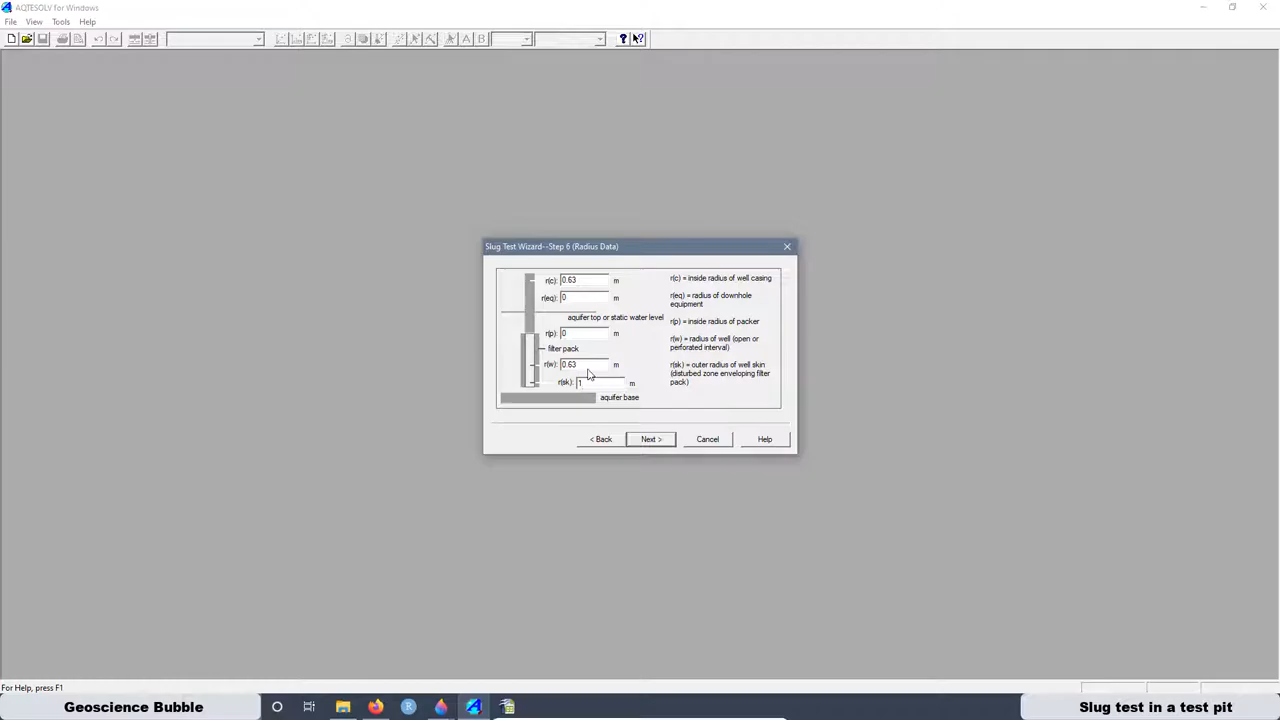 AQTESOLV for Windows
File View Tools Help
Slug Test Wizard--Step 6 (Radius Data)
r(c): 0.63 m
r(eq): 0 m
aquifer top or static water level
r(p): 0 m
filter pack
r(w): 0.63 m
r(sk): 1 m
aquifer base
r(c) = inside radius of well casing
r(eq) = radius of downhole
equipment
r(p) = inside radius of packer
r(w) = radius of well (open or
perforated interval)
r(sk) = outer radius of well skin
(disturbed zone enveloping filter
pack)
< Back Next > Cancel Help
For Help, press F1
Geoscience Bubble
Slug test in a test pit